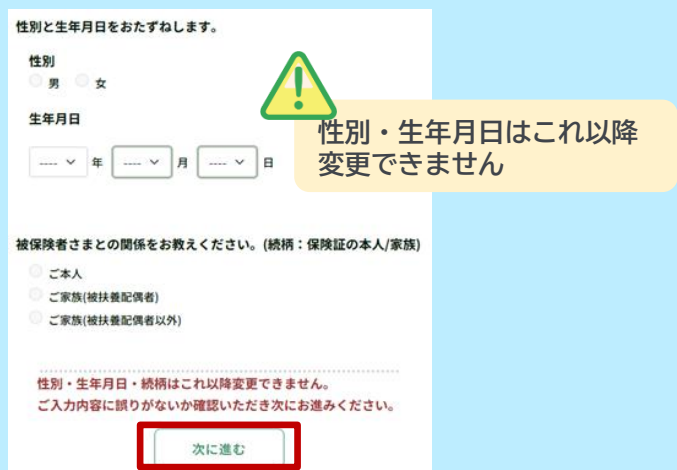 性別と生年月日をおたずねします。
性別
男 女
生年月日
---- 年 ---- 月 ---- 日
性別・生年月日はこれ以降
変更できません
被保険者さまとの関係をお教えください。(続柄：保険証の本人/家族)
ご本人
ご家族(被扶養配偶者)
ご家族(被扶養配偶者以外)
性別・生年月日・続柄はこれ以降変更できません。
ご入力内容に誤りがないか確認いただき次にお進みください。
次に進む